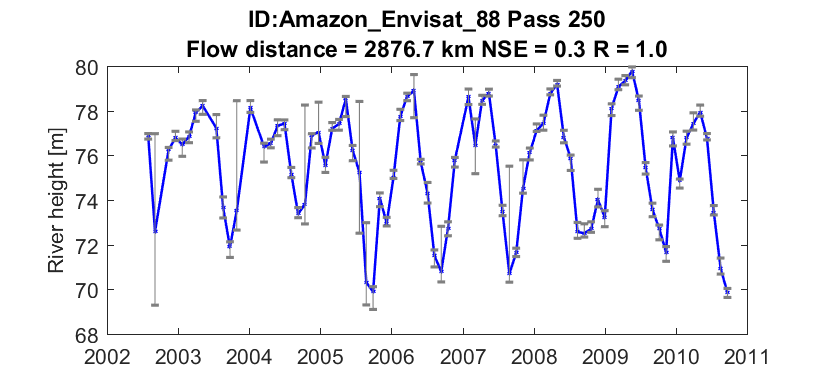 ID:Amazon_Envisat_88 Pass 250
Flow distance = 2876.7 km NSE = 0.3 R = 1.0
River height [m]
80
78
76
74
72
70
68
2002 2003 2004 2005 2006 2007 2008 2009 2010 2011